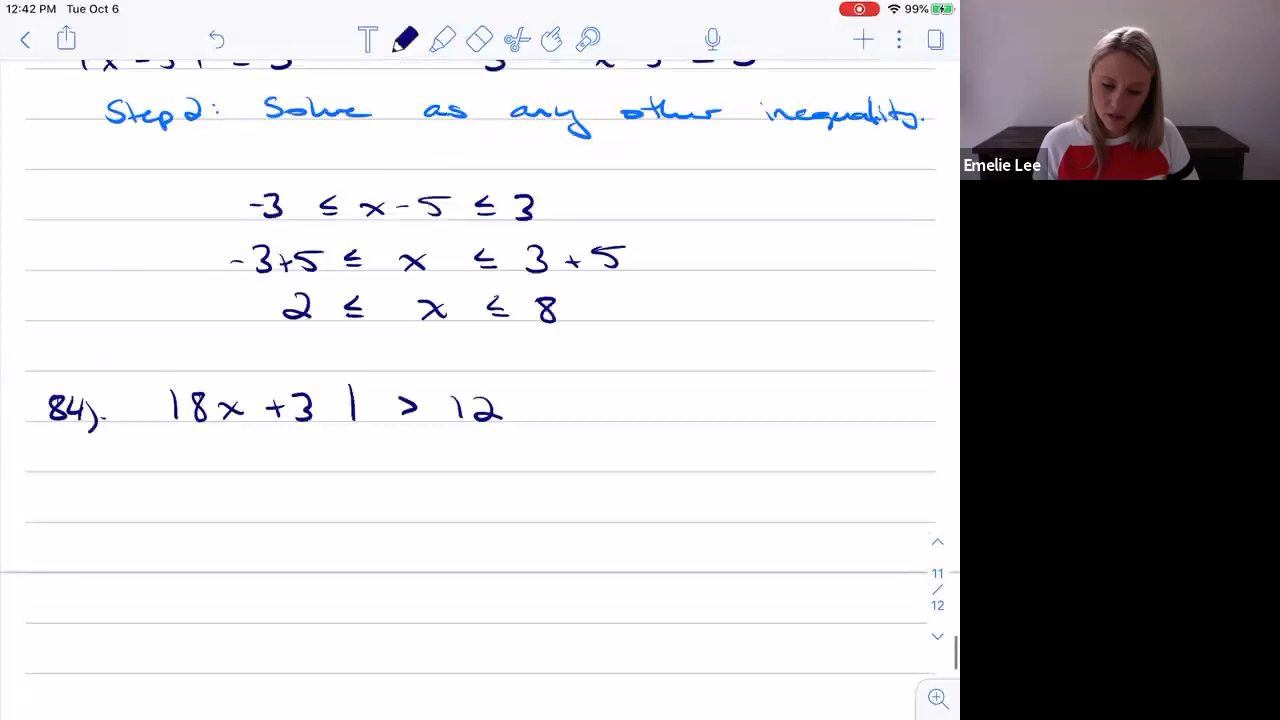 12:42 PM Tue Oct 6
99%
T
Step 2: Solve as any other inequality.
-3 ≤ x - 5 ≤ 3
-3+5 ≤ x ≤ 3 + 5
2 ≤ x ≤ 8
84). |8x + 3| > 12
11
/
12
Emelie Lee